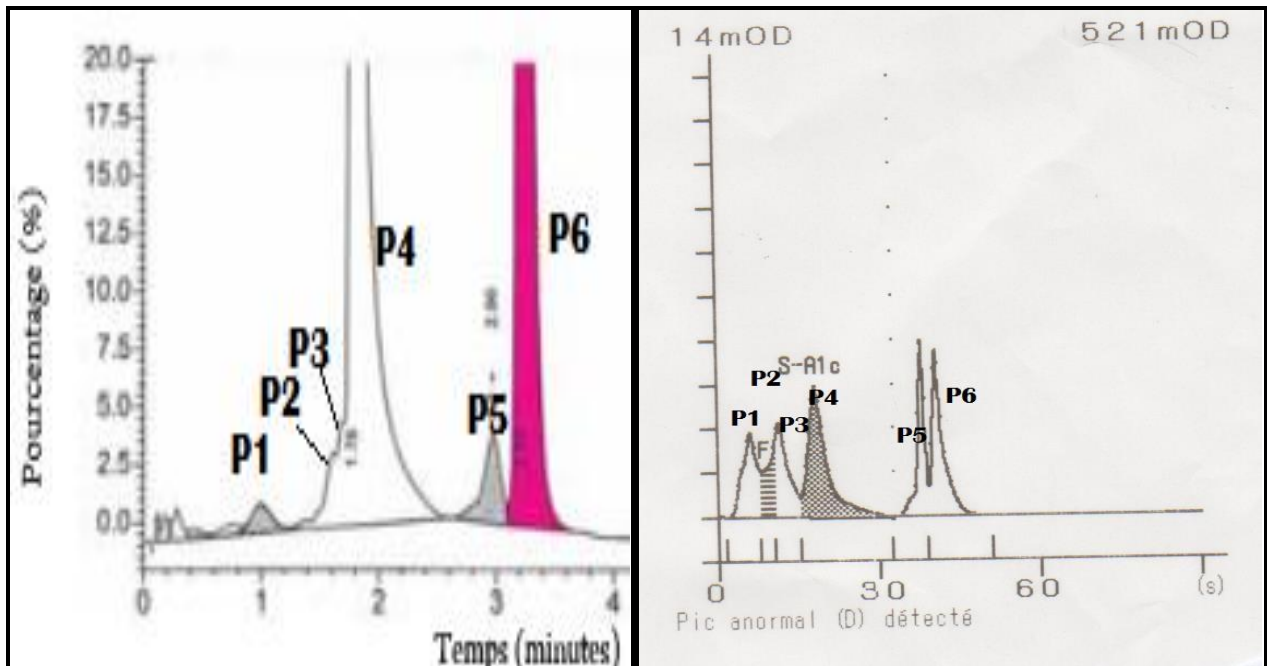 Pourcentage (%)
20.0
17.5
15.0
12.5
10.0
7.5
5.0
2.5
0.0
P1
P2
P3
P4
P5
P6
0 1 2 3 4
Temps (minutes)
14mOD 521mOD
S-A1c
P1
P2
F
P3
P4
P5
P6
0 30 60 (s)
Pic anormal (D) détecté